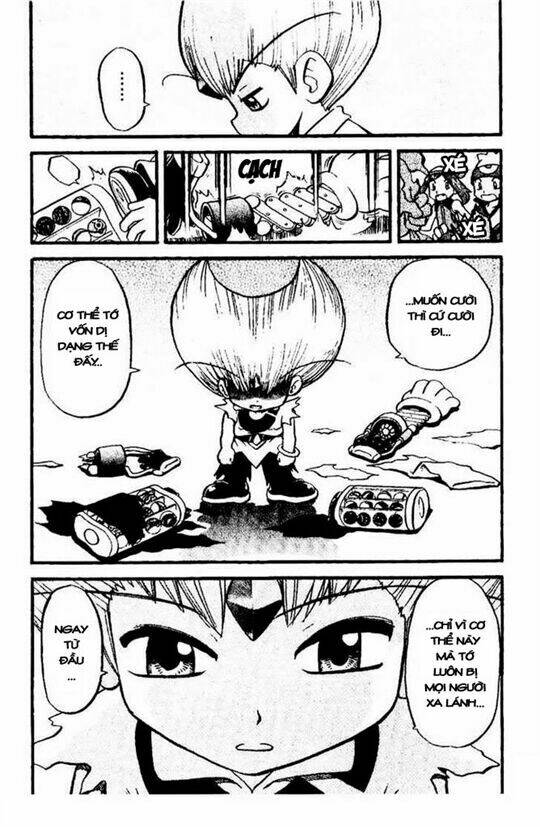 ......
XÉ
XÉ
CẠCH
...MUỐN CƯỜI
THÌ CỨ CƯỜI
ĐI...
CƠ THỂ TỚ
VỐN DỊ
DẠNG THẾ
ĐẤY...
...CHỈ VÌ CƠ
THỂ NÀY
MÀ TỚ
LUÔN BỊ
MỌI NGƯỜI
XA LÁNH...
NGAY
TỪ
ĐẦU
...